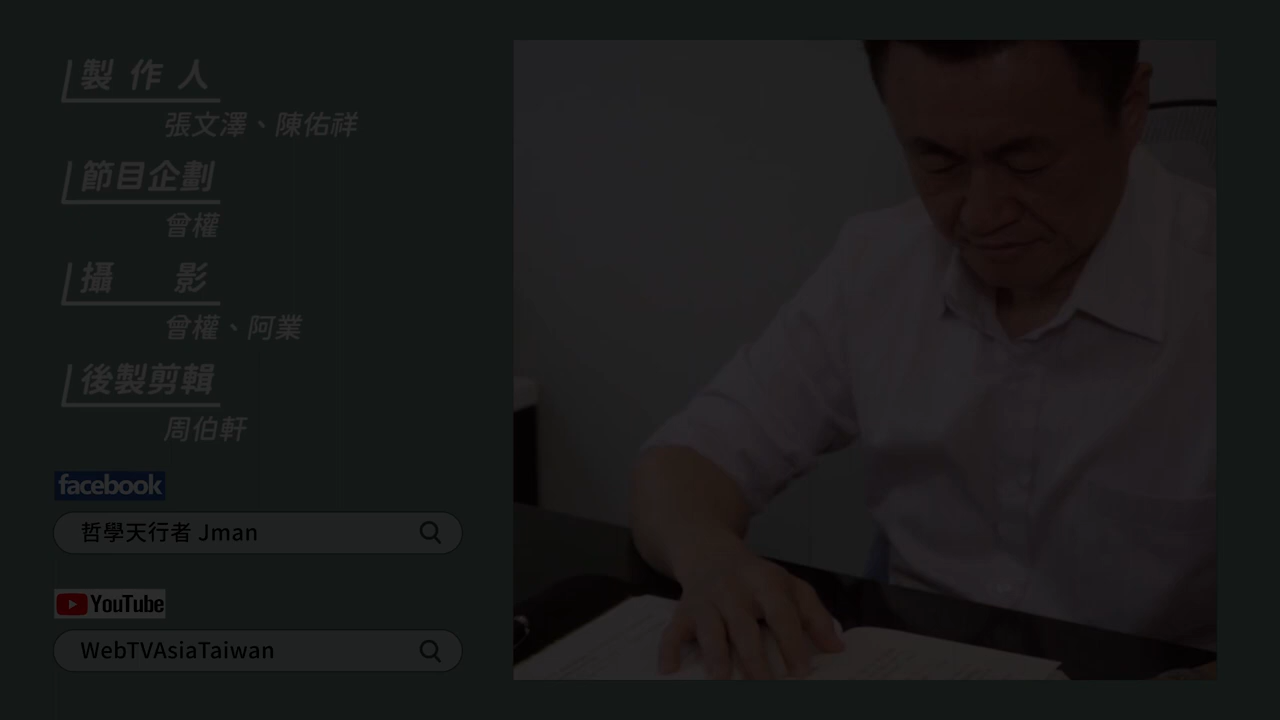 製作人
張文澤、陳佑祥
節目企劃
曾權
攝影
曾權、阿業
後製剪輯
周伯軒
facebook
哲學天行者 Jman
YouTube
WebTVAsiaTaiwan